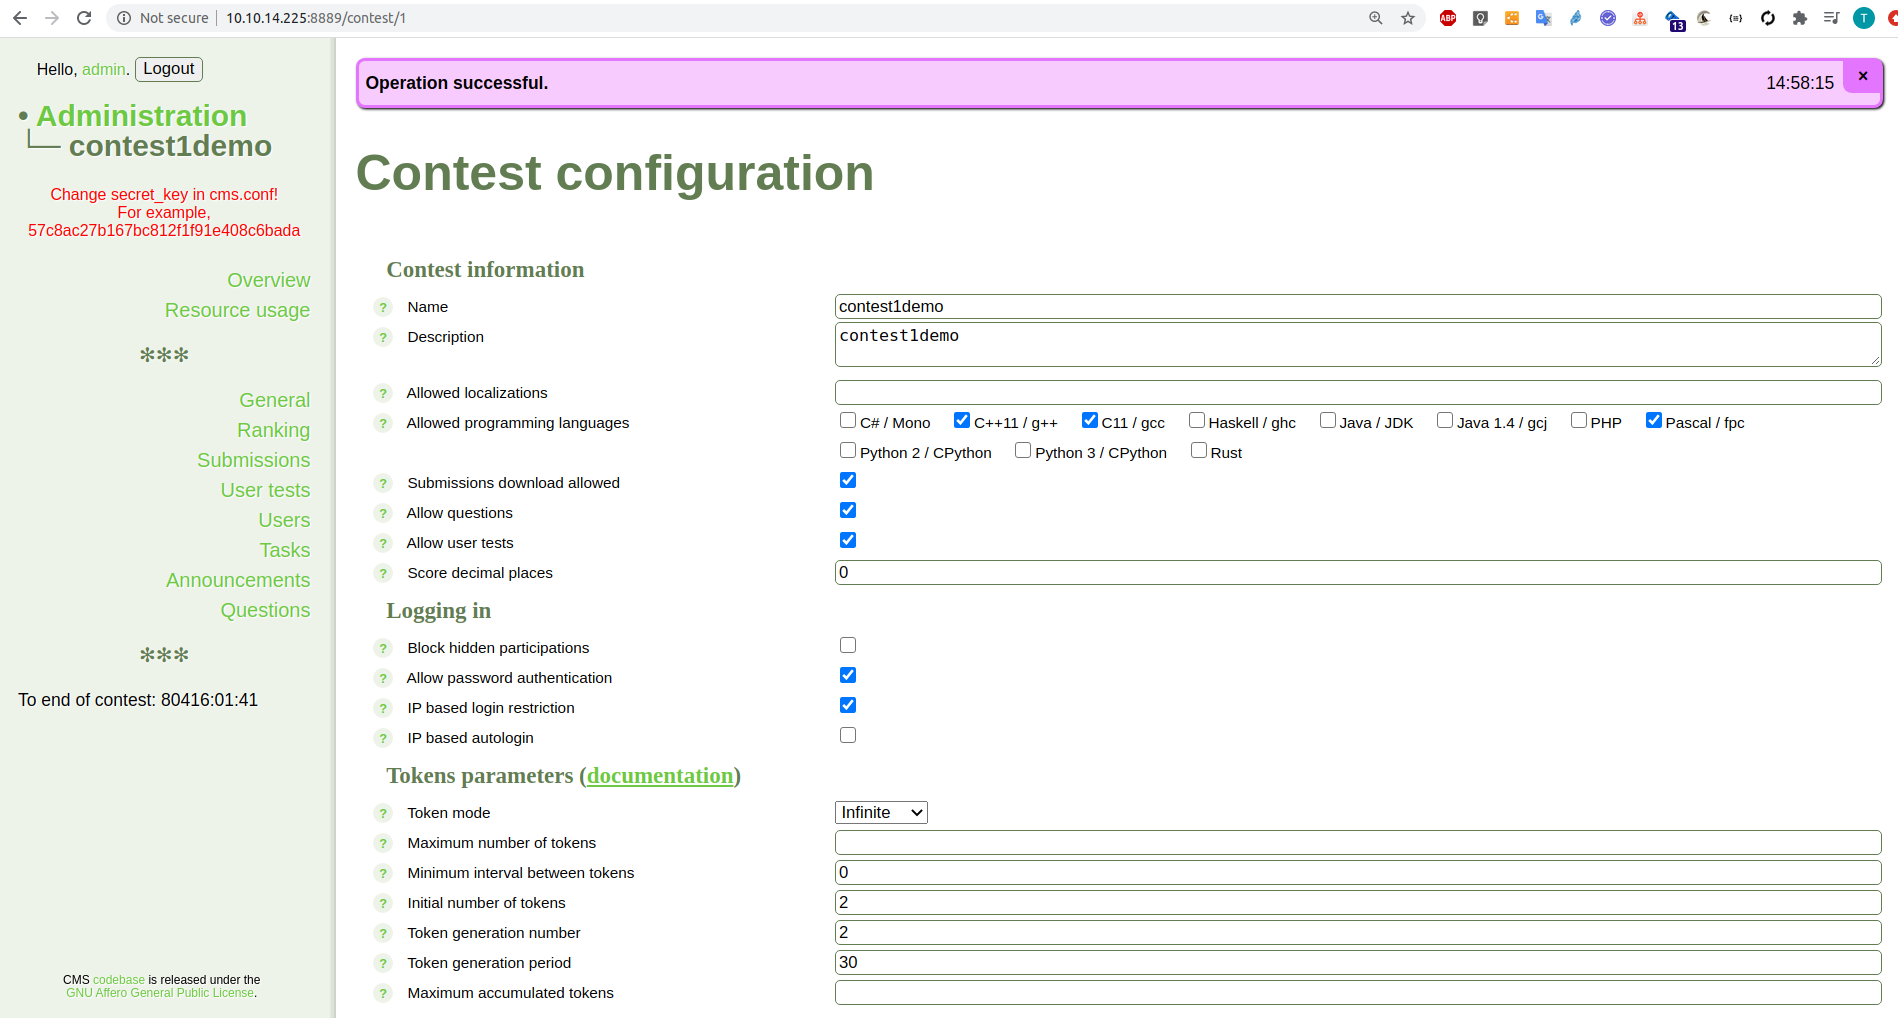 Not secure 10.10.14.225:8889/contest/1
ABP
13
T
Hello, admin. Logout
• Administration
contest1demo
Change secret_key in cms.conf!
For example,
57c8ac27b167bc812f1f91e408c6bada
Overview
Resource usage
***
General
Ranking
Submissions
User tests
Users
Tasks
Announcements
Questions
***
To end of contest: 80416:01:41
CMS codebase is released under the
GNU Affero General Public License.
Operation successful. 14:58:15 ×
Contest configuration
Contest information
? Name contest1demo
? Description contest1demo
? Allowed localizations
? Allowed programming languages C# / Mono C++11 / g++ C11 / gcc Haskell / ghc Java / JDK Java 1.4 / gcj PHP Pascal / fpc
Python 2 / CPython Python 3 / CPython Rust
? Submissions download allowed
? Allow questions
? Allow user tests
? Score decimal places 0
Logging in
? Block hidden participations
? Allow password authentication
? IP based login restriction
? IP based autologin
Tokens parameters (documentation)
? Token mode Infinite
? Maximum number of tokens
? Minimum interval between tokens 0
? Initial number of tokens 2
? Token generation number 2
? Token generation period 30
? Maximum accumulated tokens